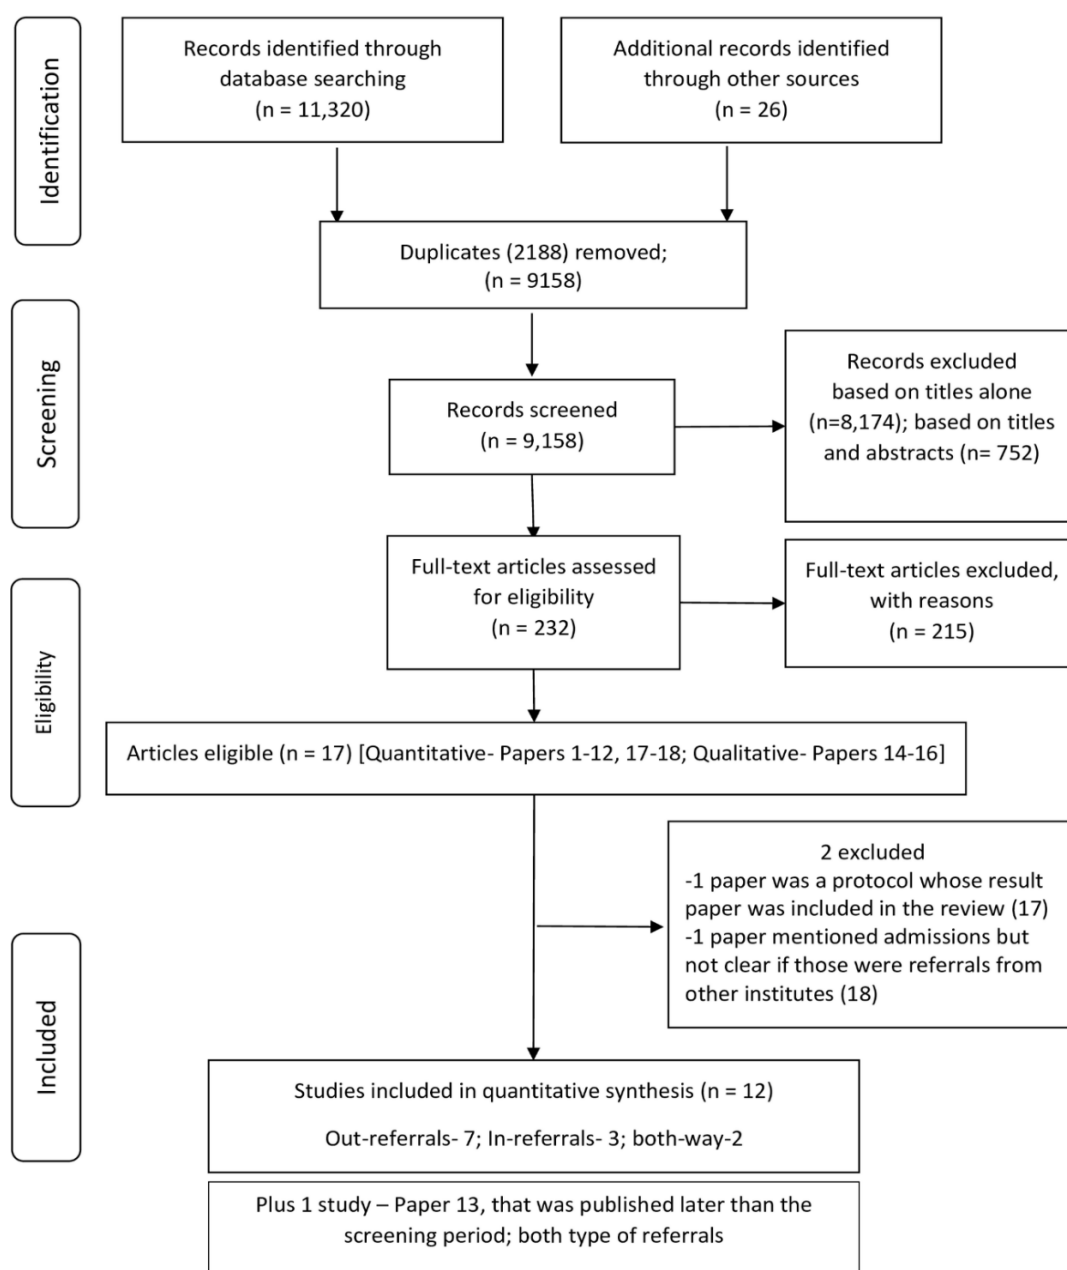 Identification
Records identified through
database searching
(n = 11,320)
Additional records identified
through other sources
(n = 26)
Duplicates (2188) removed;
(n = 9158)
Screening
Records screened
(n = 9,158)
Records excluded
based on titles alone
(n=8,174); based on titles
and abstracts (n= 752)
Eligibility
Full-text articles assessed
for eligibility
(n = 232)
Full-text articles excluded,
with reasons
(n = 215)
Articles eligible (n = 17) [Quantitative- Papers 1-12, 17-18; Qualitative- Papers 14-16]
2 excluded
-1 paper was a protocol whose result
paper was included in the review (17)
-1 paper mentioned admissions but
not clear if those were referrals from
other institutes (18)
Included
Studies included in quantitative synthesis (n = 12)
Out-referrals- 7; In-referrals- 3; both-way-2
Plus 1 study – Paper 13, that was published later than the
screening period; both type of referrals